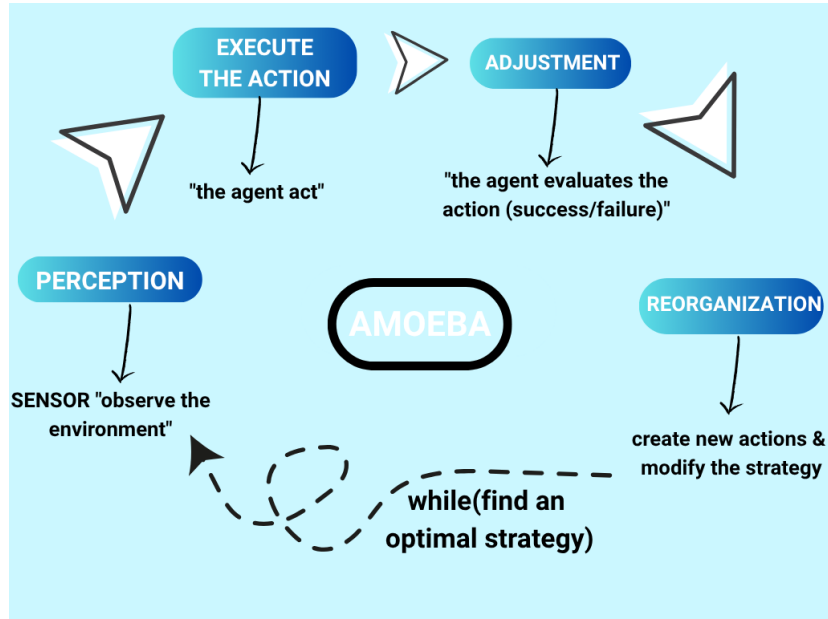 EXECUTE
THE ACTION
ADJUSTMENT
"the agent act"
"the agent evaluates the
action (success/failure)"
PERCEPTION
AMOEBA
REORGANIZATION
SENSOR "observe the
environment"
create new actions &
modify the strategy
while(find an
optimal strategy)